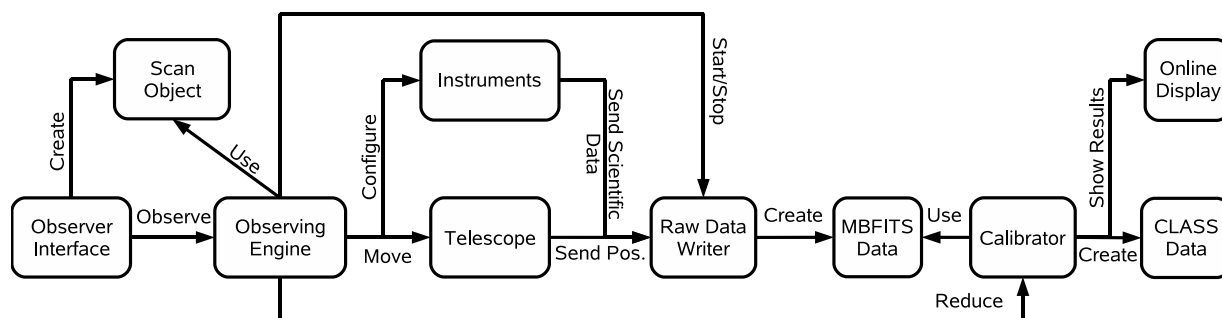 Scan
Object
Instruments
Online
Display
Create
Use
Configure
Send Scientific
Data
Start/Stop
Show Results
Observer
Interface
Observe
Observing
Engine
Move
Telescope
Send Pos.
Raw Data
Writer
Create
MBFITS
Data
Use
Calibrator
Create
CLASS
Data
Reduce